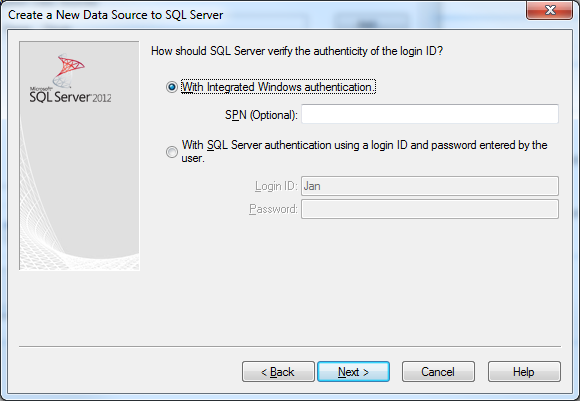 Create a New Data Source to SQL Server
How should SQL Server verify the authenticity of the login ID?
Microsoft
SQL Server 2012
With Integrated Windows authentication.
SPN (Optional):
With SQL Server authentication using a login ID and password entered by the
user.
Login ID: Jan
Password:
< Back Next > Cancel Help